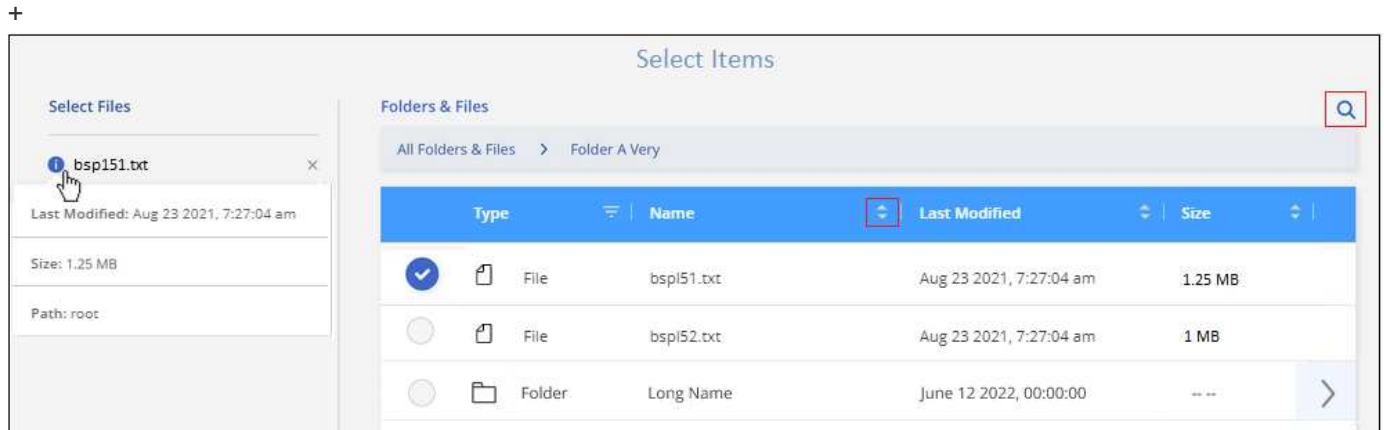 +
Select Items
Select Files
Folders & Files
bsp151.txt ×
All Folders & Files > Folder A Very
Last Modified: Aug 23 2021, 7:27:04 am
Size: 1.25 MB
Path: root
Type Name Last Modified Size
File bspl51.txt Aug 23 2021, 7:27:04 am 1.25 MB
File bspl52.txt Aug 23 2021, 7:27:04 am 1 MB
Folder Long Name June 12 2022, 00:00:00 -- --